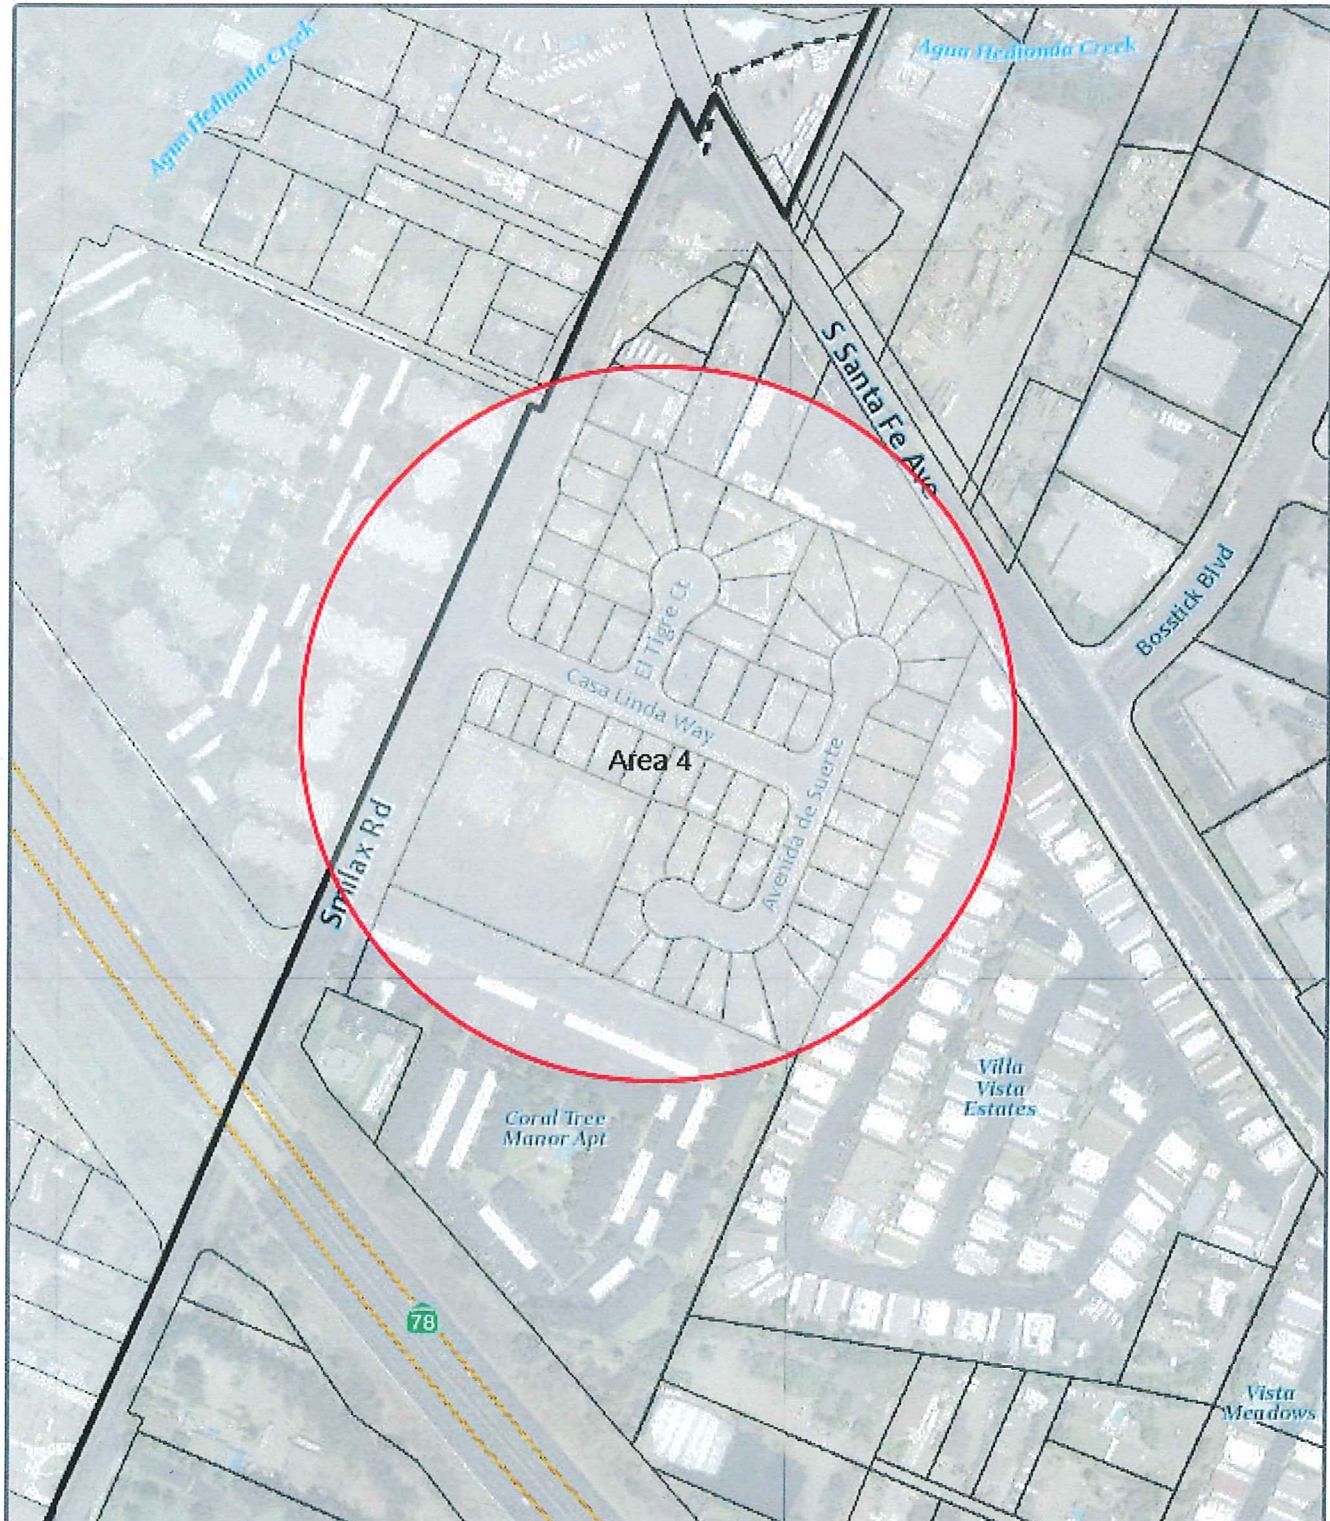 Agua Hedionda Creek
Agua Hedionda Creek
S Santa Fe Ave
Bosstick Blvd
El Tigre Ct
Casa Linda Way
Area 4
Avenida de Suerte
Smilax Rd
Villa
Vista
Estates
Coral Tree
Manor Apt
78
Vista
Meadows